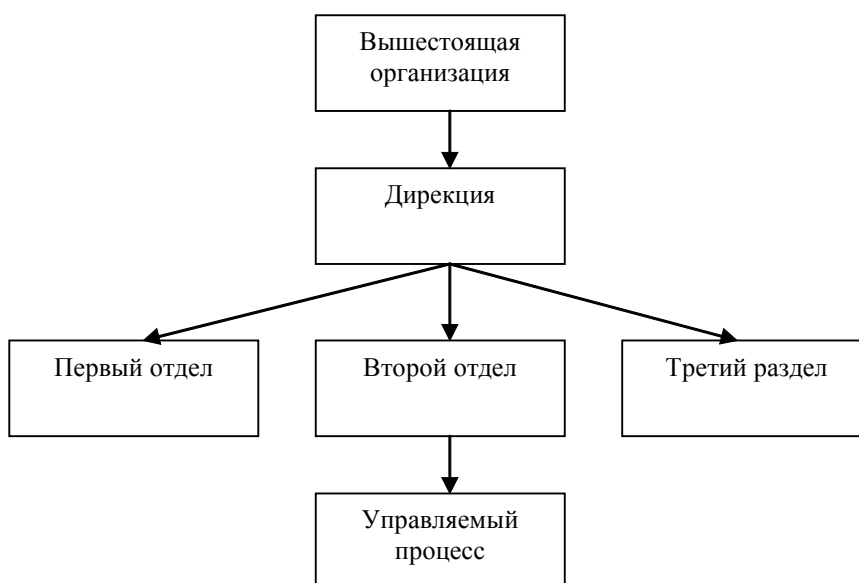 Вышестоящая
организация
Дирекция
Первый отдел
Второй отдел
Третий раздел
Управляемый
процесс